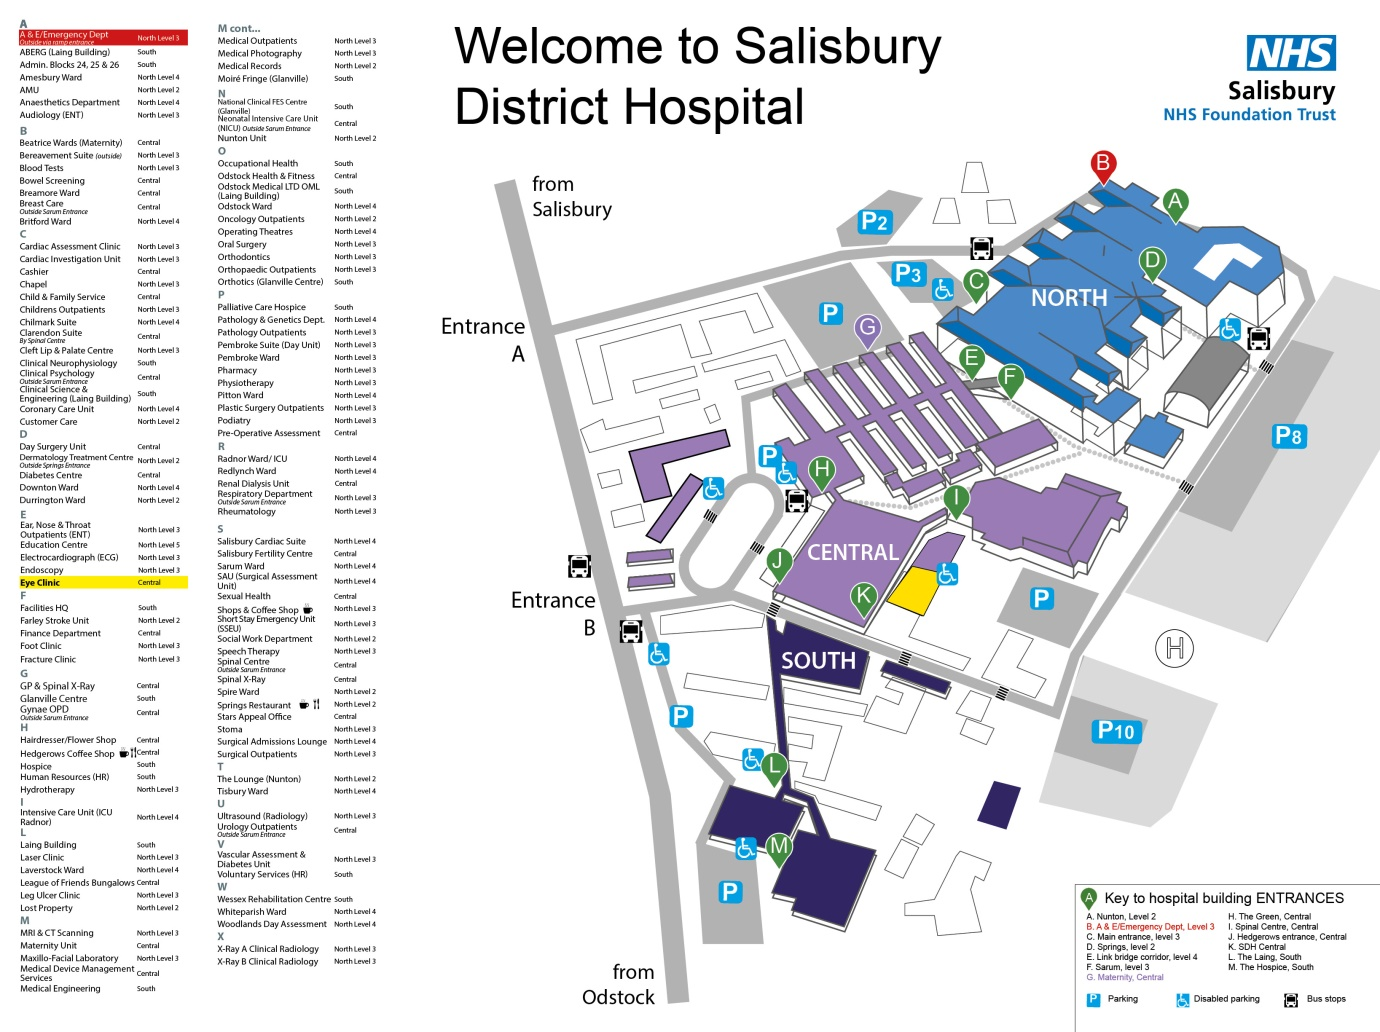 A
A & E/Emergency Dept North Level 3
Outside via ramp entrance
ABERG (Laing Building) South
Admin. Blocks 24, 25 & 26 South
Amesbury Ward North Level 4
AMU North Level 2
Anaesthetics Department North Level 4
Audiology (ENT) North Level 3
B
Beatrice Wards (Maternity) Central
Bereavement Suite (outside) North Level 3
Blood Tests North Level 3
Bowel Screening Central
Breamore Ward Central
Breast Care Central
Outside Sarum Entrance
Britford Ward North Level 4
C
Cardiac Assessment Clinic North Level 3
Cardiac Investigation Unit North Level 3
Cashier Central
Chapel North Level 3
Child & Family Service Central
Childrens Outpatients North Level 3
Chilmark Suite North Level 4
Clarendon Suite Central
By Spinal Centre
Cleft Lip & Palate Centre North Level 3
Clinical Neurophysiology South
Clinical Psychology Central
Outside Sarum Entrance
Clinical Science &
Engineering (Laing Building) South
Coronary Care Unit North Level 4
Customer Care North Level 2
D
Day Surgery Unit Central
Dermatology Treatment Centre North Level 2
Outside Springs Entrance
Diabetes Centre Central
Downton Ward North Level 4
Durrington Ward North Level 2
E
Ear, Nose & Throat
Outpatients (ENT) North Level 3
Education Centre North Level 5
Electrocardiograph (ECG) North Level 3
Endoscopy North Level 3
Eye Clinic Central
F
Facilities HQ South
Farley Stroke Unit North Level 2
Finance Department Central
Foot Clinic North Level 3
Fracture Clinic North Level 3
G
GP & Spinal X-Ray Central
Glanville Centre South
Gynae OPD Central
Outside Sarum Entrance
H
Hairdresser/Flower Shop Central
Hedgerows Coffee Shop Central
Hospice South
Human Resources (HR) South
Hydrotherapy North Level 3
I
Intensive Care Unit (ICU
Radnor) North Level 4
L
Laing Building South
Laser Clinic North Level 3
Laverstock Ward North Level 4
League of Friends Bungalows Central
Leg Ulcer Clinic North Level 3
Lost Property North Level 2
M
MRI & CT Scanning North Level 3
Maternity Unit Central
Maxillo-Facial Laboratory North Level 3
Medical Device Management
Services Central
Medical Engineering South
M cont...
Medical Outpatients North Level 3
Medical Photography North Level 3
Medical Records North Level 2
Moiré Fringe (Glanville) South
N
National Clinical FES Centre
(Glanville) South
Neonatal Intensive Care Unit
(NICU) Outside Sarum Entrance Central
Nunton Unit North Level 2
O
Occupational Health South
Odstock Health & Fitness Central
Odstock Medical LTD OML
(Laing Building) South
Odstock Ward North Level 4
Oncology Outpatients North Level 2
Operating Theatres North Level 4
Oral Surgery North Level 3
Orthodontics North Level 3
Orthopaedic Outpatients North Level 3
Orthotics (Glanville Centre) South
P
Palliative Care Hospice South
Pathology & Genetics Dept. North Level 4
Pathology Outpatients North Level 3
Pembroke Suite (Day Unit) North Level 3
Pembroke Ward North Level 3
Pharmacy North Level 3
Physiotherapy North Level 3
Pitton Ward North Level 4
Plastic Surgery Outpatients North Level 3
Podiatry North Level 3
Pre-Operative Assessment Central
R
Radnor Ward/ ICU North Level 4
Redlynch Ward North Level 4
Renal Dialysis Unit Central
Respiratory Department North Level 3
Outside Sarum Entrance
Rheumatology North Level 3
S
Salisbury Cardiac Suite North Level 4
Salisbury Fertility Centre Central
Sarum Ward North Level 4
SAU (Surgical Assessment
Unit) North Level 4
Sexual Health Central
Shops & Coffee Shop North Level 3
Short Stay Emergency Unit
(SSEU) North Level 3
Social Work Department North Level 2
Speech Therapy North Level 3
Spinal Centre Central
Outside Sarum Entrance
Spinal X-Ray Central
Spire Ward North Level 2
Springs Restaurant North Level 2
Stars Appeal Office Central
Stoma North Level 3
Surgical Admissions Lounge North Level 4
Surgical Outpatients North Level 3
T
The Lounge (Nunton) North Level 2
Tisbury Ward North Level 4
U
Ultrasound (Radiology) North Level 3
Urology Outpatients Central
Outside Sarum Entrance
V
Vascular Assessment &
Diabetes Unit North Level 3
Voluntary Services (HR) South
W
Wessex Rehabilitation Centre South
Whiteparish Ward North Level 4
Woodlands Day Assessment North Level 4
X
X-Ray A Clinical Radiology North Level 3
X-Ray B Clinical Radiology North Level 3
Welcome to Salisbury
District Hospital
NHS
Salisbury
NHS Foundation Trust
from
Salisbury
B
A
P2
P3
D
C
NORTH
P
G
Entrance
A
E
F
P8
P
H
I
CENTRAL
J
K
P
Entrance
B
H
SOUTH
P
P10
L
M
P
from
Odstock
A Key to hospital building ENTRANCES
A. Nunton, Level 2
B. A & E/Emergency Dept, Level 3
C. Main entrance, level 3
D. Springs, level 2
E. Link bridge corridor, level 4
F. Sarum, level 3
G. Maternity, Central
H. The Green, Central
I. Spinal Centre, Central
J. Hedgerows entrance, Central
K. SDH Central
L. The Laing, South
M. The Hospice, South
P Parking
Disabled parking
Bus stops